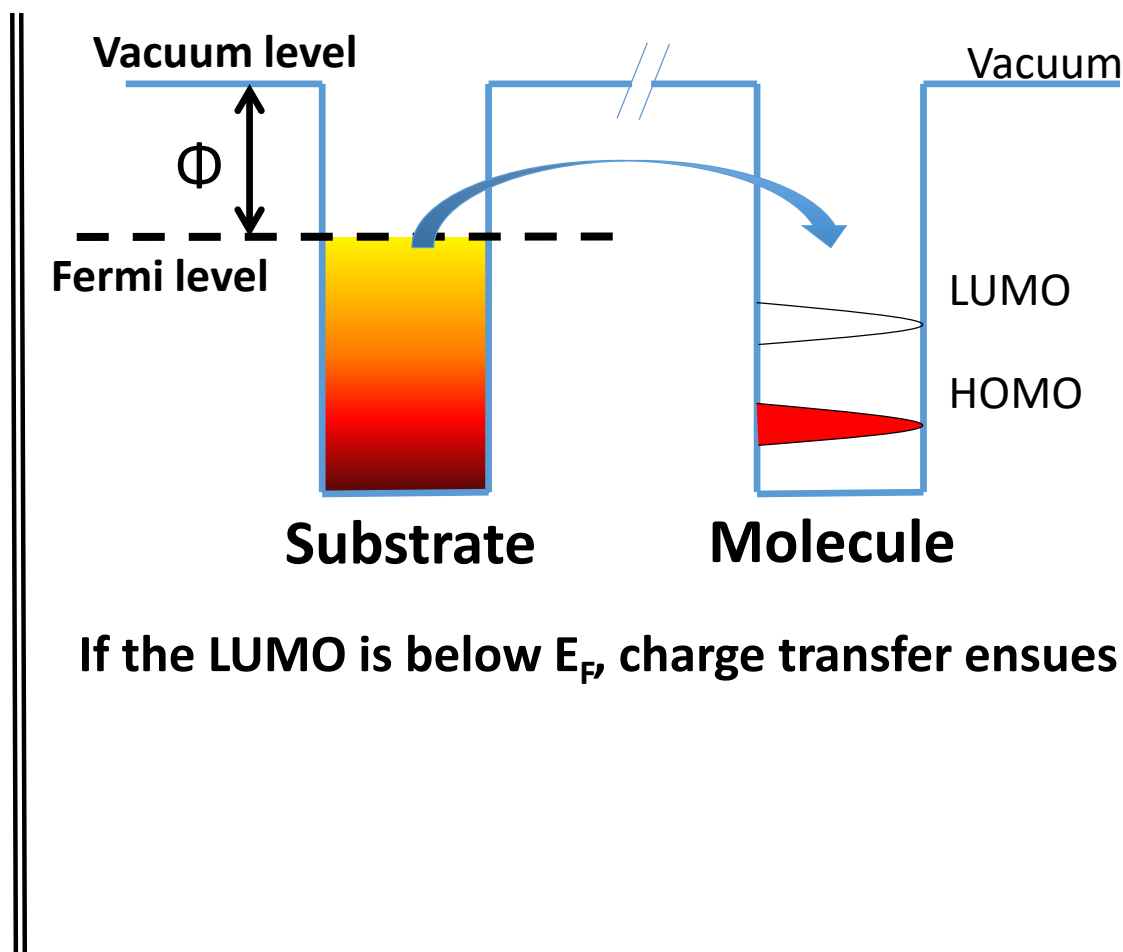 Vacuum level
Vacuum
Φ
Fermi level
LUMO
HOMO
Substrate
Molecule
If the LUMO is below E_F, charge transfer ensues